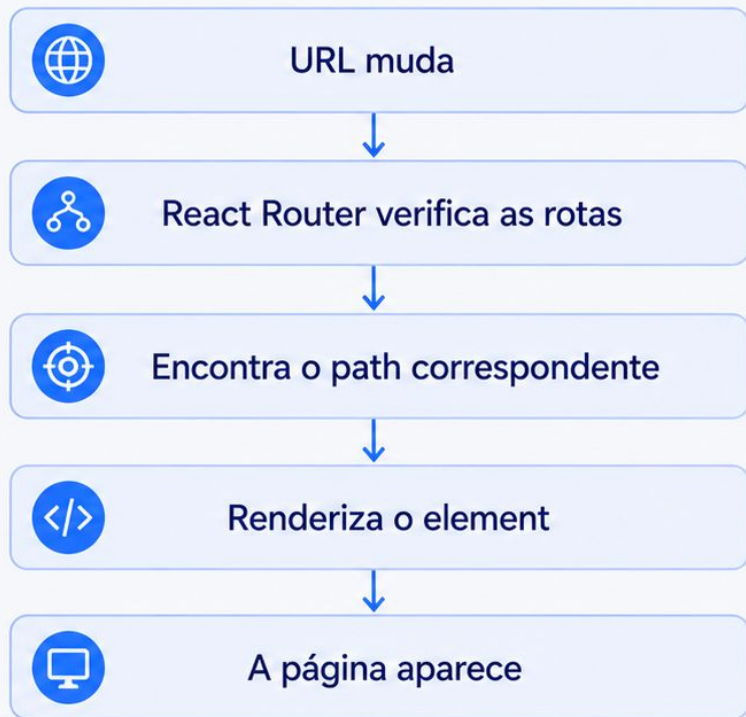 URL muda
React Router verifica as rotas
Encontra o path correspondente
</>
Renderiza o element
A página aparece